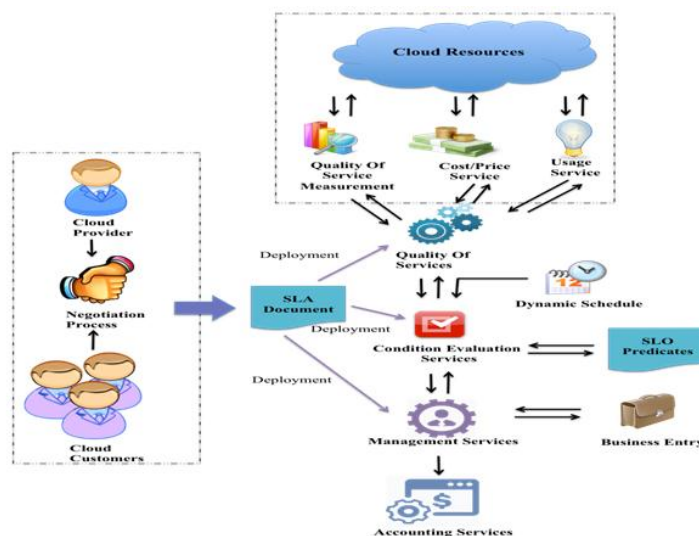 Cloud Resources
Quality Of
Service
Measurement
Cost/Price
Service
Usage
Service
Cloud
Provider
Negotiation
Process
Cloud
Customers
SLA
Document
Deployment
Deployment
Deployment
Quality Of
Services
12
Dynamic Schedule
Condition Evaluation
Services
SLO
Predicates
Management Services
Business Entry
$
Accounting Services